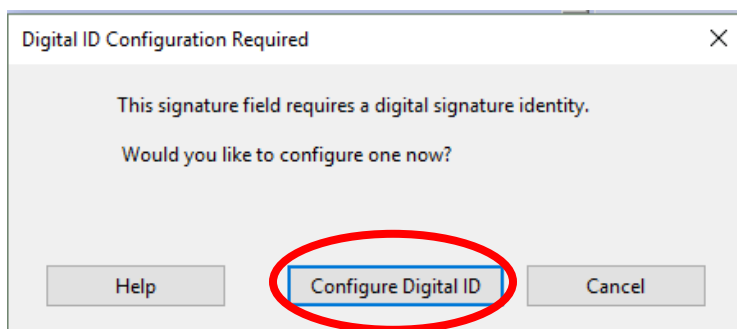 Digital ID Configuration Required
This signature field requires a digital signature identity.
Would you like to configure one now?
Help
Configure Digital ID
Cancel